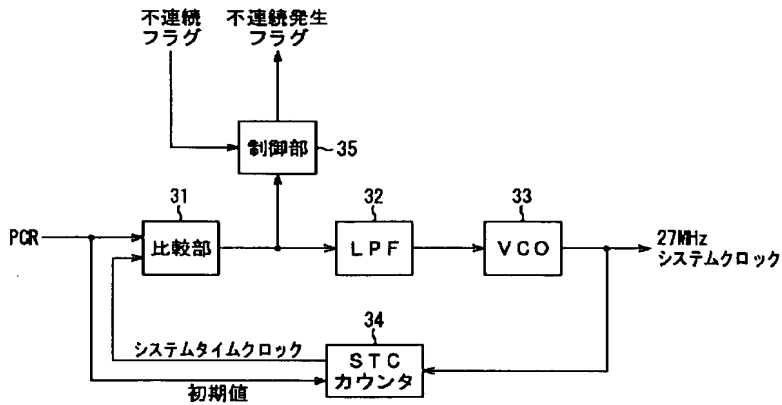 不連続
フラグ
不連続発生
フラグ
制御部
35
31
32
33
PCR
比較部
LPF
VCO
27MHz
システムクロック
34
システムタイムクロック
STC
カウンタ
初期値